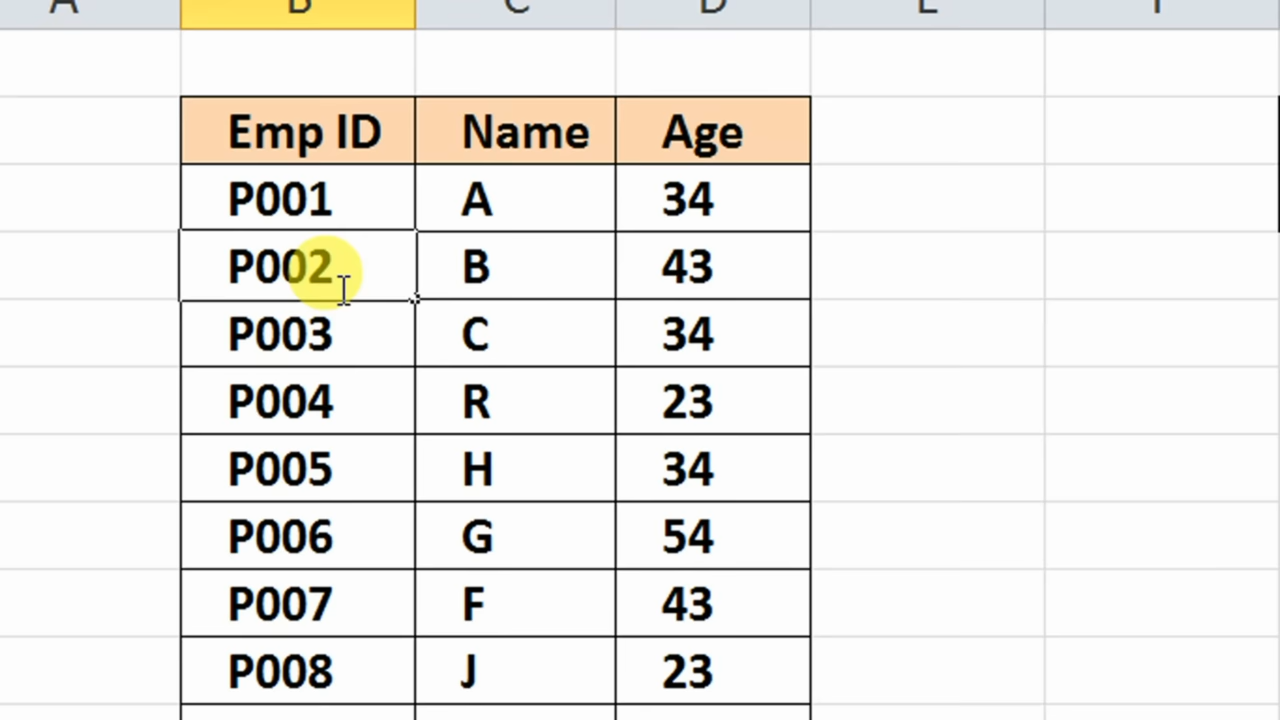 A B C D E F
Emp ID Name Age
P001 A 34
P002 B 43
P003 C 34
P004 R 23
P005 H 34
P006 G 54
P007 F 43
P008 J 23